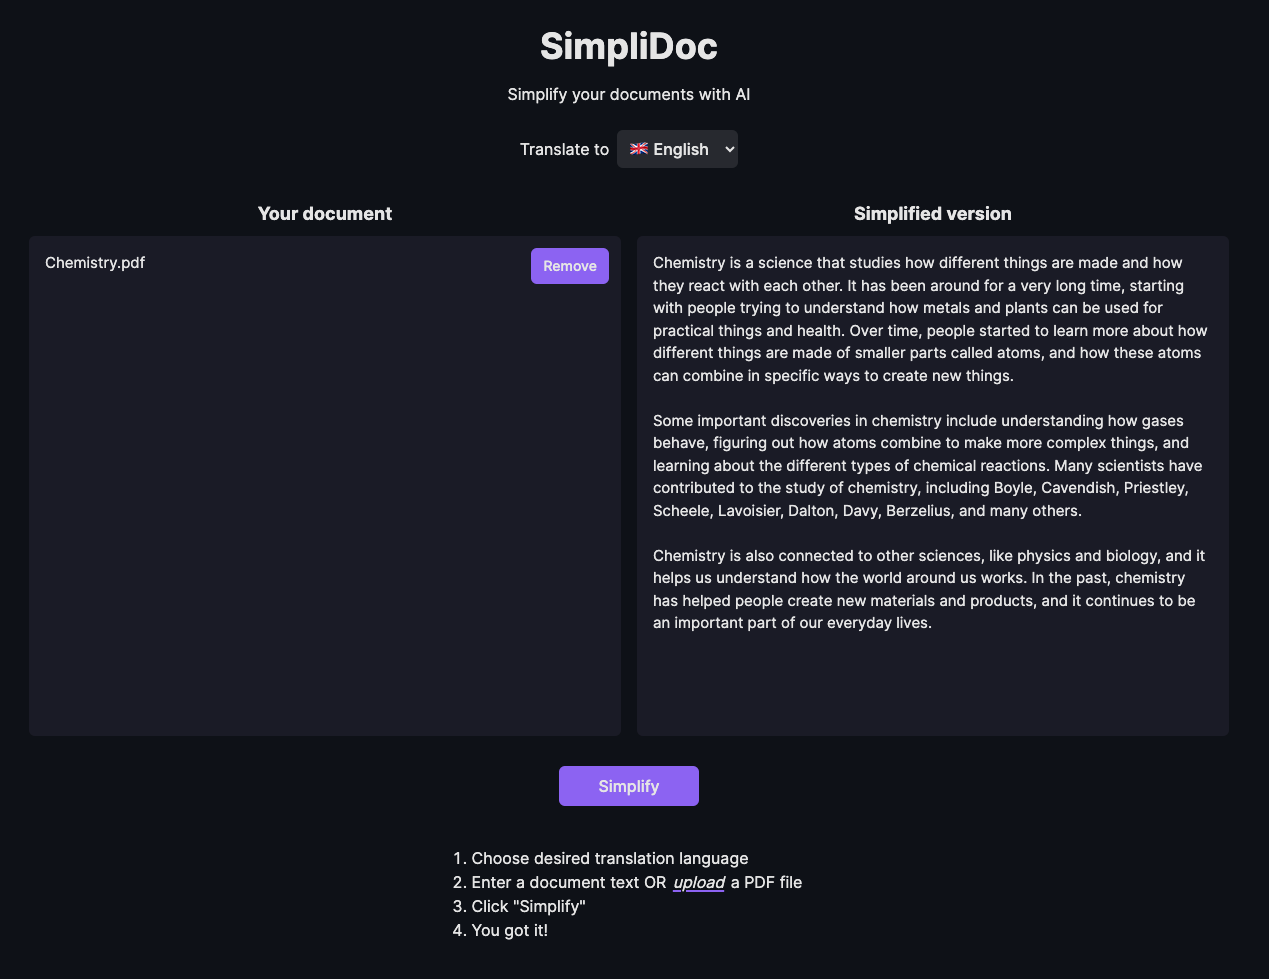 SimpliDoc
Simplify your documents with AI
Translate to 🇬🇧 English
Your document
Chemistry.pdf
Remove
Simplified version
Chemistry is a science that studies how different things are made and how
they react with each other. It has been around for a very long time, starting
with people trying to understand how metals and plants can be used for
practical things and health. Over time, people started to learn more about how
different things are made of smaller parts called atoms, and how these atoms
can combine in specific ways to create new things.
Some important discoveries in chemistry include understanding how gases
behave, figuring out how atoms combine to make more complex things, and
learning about the different types of chemical reactions. Many scientists have
contributed to the study of chemistry, including Boyle, Cavendish, Priestley,
Scheele, Lavoisier, Dalton, Davy, Berzelius, and many others.
Chemistry is also connected to other sciences, like physics and biology, and it
helps us understand how the world around us works. In the past, chemistry
has helped people create new materials and products, and it continues to be
an important part of our everyday lives.
Simplify
1. Choose desired translation language
2. Enter a document text OR upload a PDF file
3. Click "Simplify"
4. You got it!